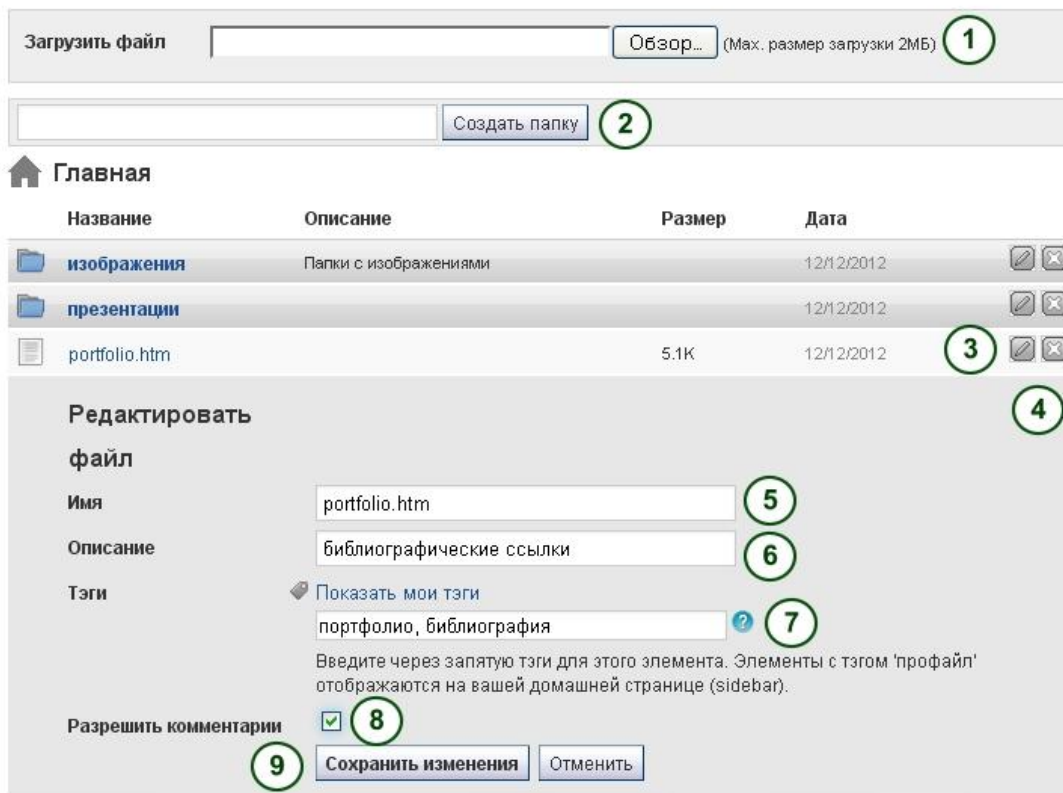 Загрузить файл Обзор... (Max. размер загрузки 2МБ) 1
Создать папку 2
Главная
Название Описание Размер Дата
изображения Папки с изображениями 12/12/2012
презентации 12/12/2012
portfolio.htm 5.1K 12/12/2012 3
4
Редактировать
файл
Имя portfolio.htm 5
Описание библиографические ссылки 6
Тэги Показать мои тэги
портфолио, библиография ? 7
Введите через запятую тэги для этого элемента. Элементы с тэгом 'профайл'
отображаются на вашей домашней странице (sidebar).
Разрешить комментарии 8
9 Сохранить изменения Отменить